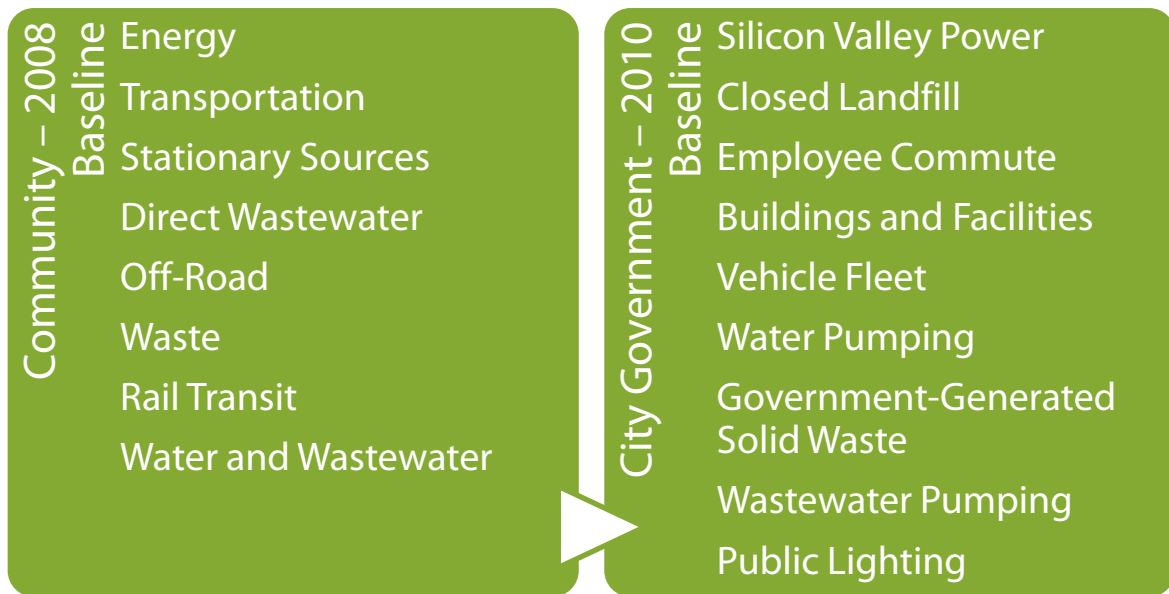 Community – 2008
Baseline
Energy
Transportation
Stationary Sources
Direct Wastewater
Off-Road
Waste
Rail Transit
Water and Wastewater
City Government – 2010
Baseline
Silicon Valley Power
Closed Landfill
Employee Commute
Buildings and Facilities
Vehicle Fleet
Water Pumping
Government-Generated
Solid Waste
Wastewater Pumping
Public Lighting